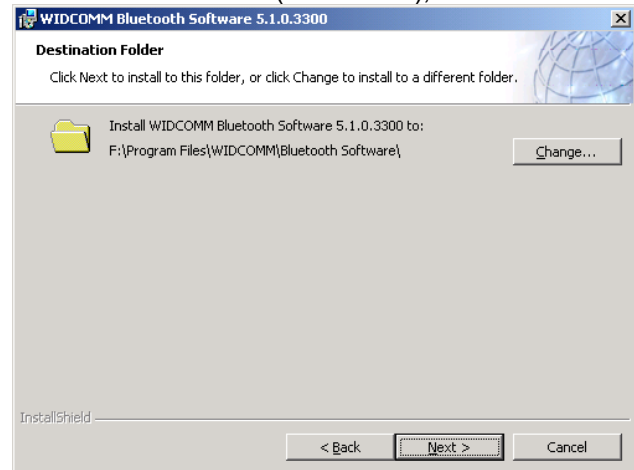 WIDCOMM Bluetooth Software 5.1.0.3300
Destination Folder
Click Next to install to this folder, or click Change to install to a different folder.
Install WIDCOMM Bluetooth Software 5.1.0.3300 to:
F:\Program Files\WIDCOMM\Bluetooth Software\
Change...
InstallShield
< Back
Next >
Cancel